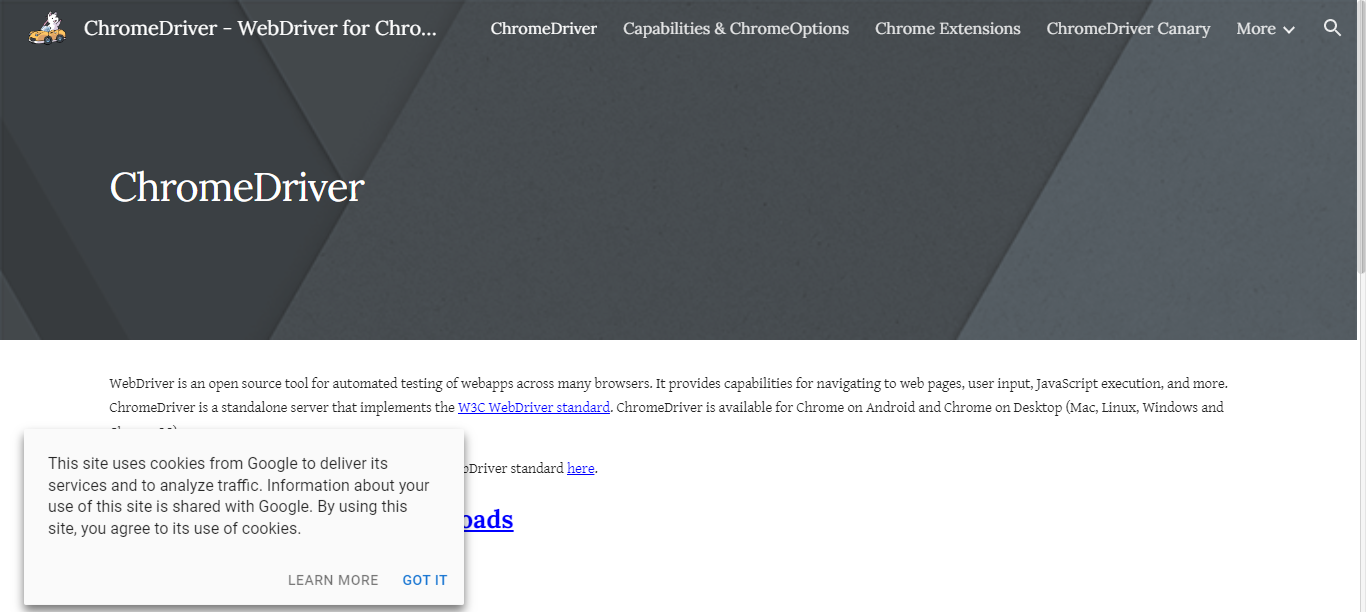 ChromeDriver - WebDriver for Chro...
ChromeDriver
Capabilities & ChromeOptions
Chrome Extensions
ChromeDriver Canary
More
ChromeDriver
WebDriver is an open source tool for automated testing of webapps across many browsers. It provides capabilities for navigating to web pages, user input, JavaScript execution, and more.
ChromeDriver is a standalone server that implements the W3C WebDriver standard. ChromeDriver is available for Chrome on Android and Chrome on Desktop (Mac, Linux, Windows and
bDriver standard here.
oads
This site uses cookies from Google to deliver its
services and to analyze traffic. Information about your
use of this site is shared with Google. By using this
site, you agree to its use of cookies.
LEARN MORE
GOT IT